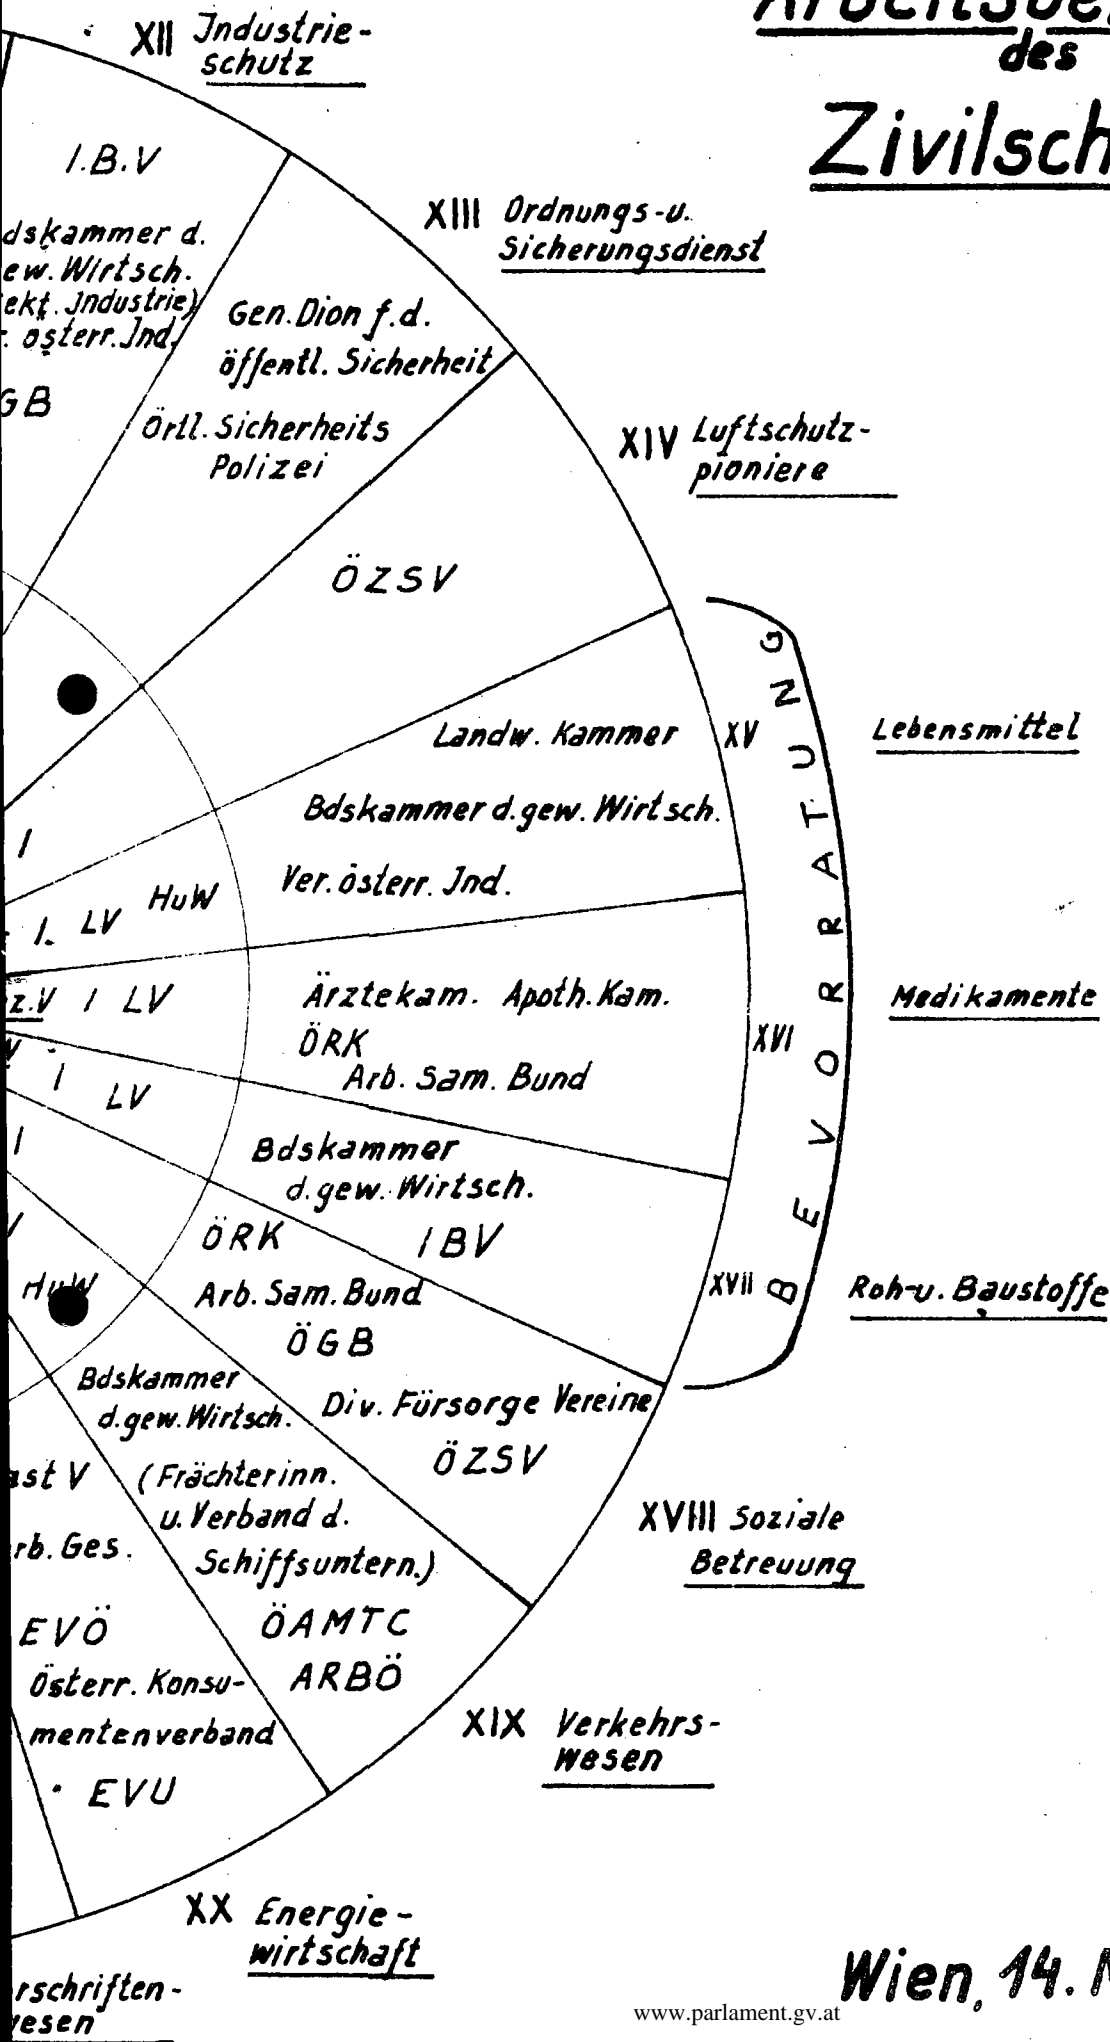 des
XII Industrie-
schutz
I.B.V
dskammer d.
ew. Wirtsch.
ekt. Industrie)
r. österr. Ind.
GB
XIII Ordnungs-u.
Sicherungsdienst
Gen. Dion f.d.
öffentl. Sicherheit
Örtl. Sicherheits
Polizei
XIV Luftschutz-
pioniere
ÖZSV
I
BEVORRATUNG
XV Lebensmittel
Landw. Kammer
Bdskammer d. gew. Wirtsch.
Ver. österr. Ind.
I. LV HuW
XVI Medikamente
Ärztekam. Apoth. Kam.
ÖRK
Arb. Sam. Bund
z.V I LV
XVII Roh-u. Baustoffe
Bdskammer
d. gew. Wirtsch.
IBV
I LV
XVIII Soziale
Betreuung
ÖRK
Arb. Sam. Bund
ÖGB
Div. Fürsorge Vereine
ÖZSV
I
XIX Verkehrs-
wesen
Bdskammer
d. gew. Wirtsch.
(Frächterinn.
u. Verband d.
Schiffsuntern.)
ÖAMTC
ARBÖ
V
HuW
XX Energie-
wirtschaft
ast V
rb. Ges.
EVÖ
Österr. Konsu-
mentenverband
EVU
rschriften-
wesen
Wien, 14.
www.parlament.gv.at